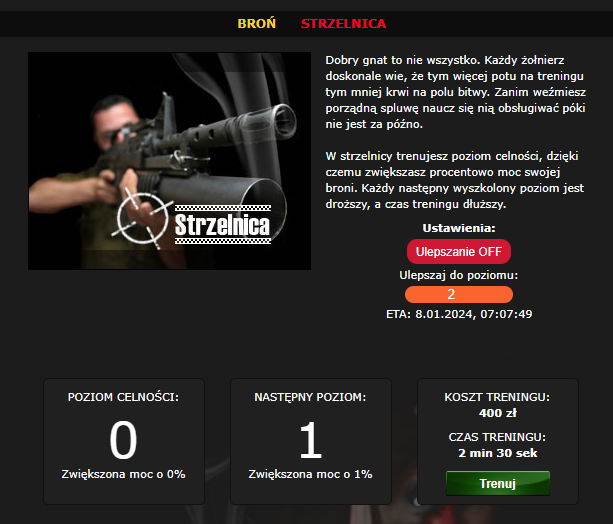 BROŃ STRZELNICA
Dobry gnat to nie wszystko. Każdy żołnierz
doskonale wie, że tym więcej potu na treningu
tym mniej krwi na polu bitwy. Zanim weźmiesz
porządną spluwę naucz się nią obsługiwać póki
nie jest za późno.
W strzelnicy trenujesz poziom celności, dzięki
czemu zwiększasz procentowo moc swojej
broni. Każdy następny wyszkolony poziom jest
droższy, a czas treningu dłuższy.
Strzelnica
Ustawienia:
Ulepszanie OFF
Ulepszaj do poziomu:
2
ETA: 8.01.2024, 07:07:49
POZIOM CELNOŚCI:
0
Zwiększona moc o 0%
NASTĘPNY POZIOM:
1
Zwiększona moc o 1%
KOSZT TRENINGU:
400 zł
CZAS TRENINGU:
2 min 30 sek
Trenuj